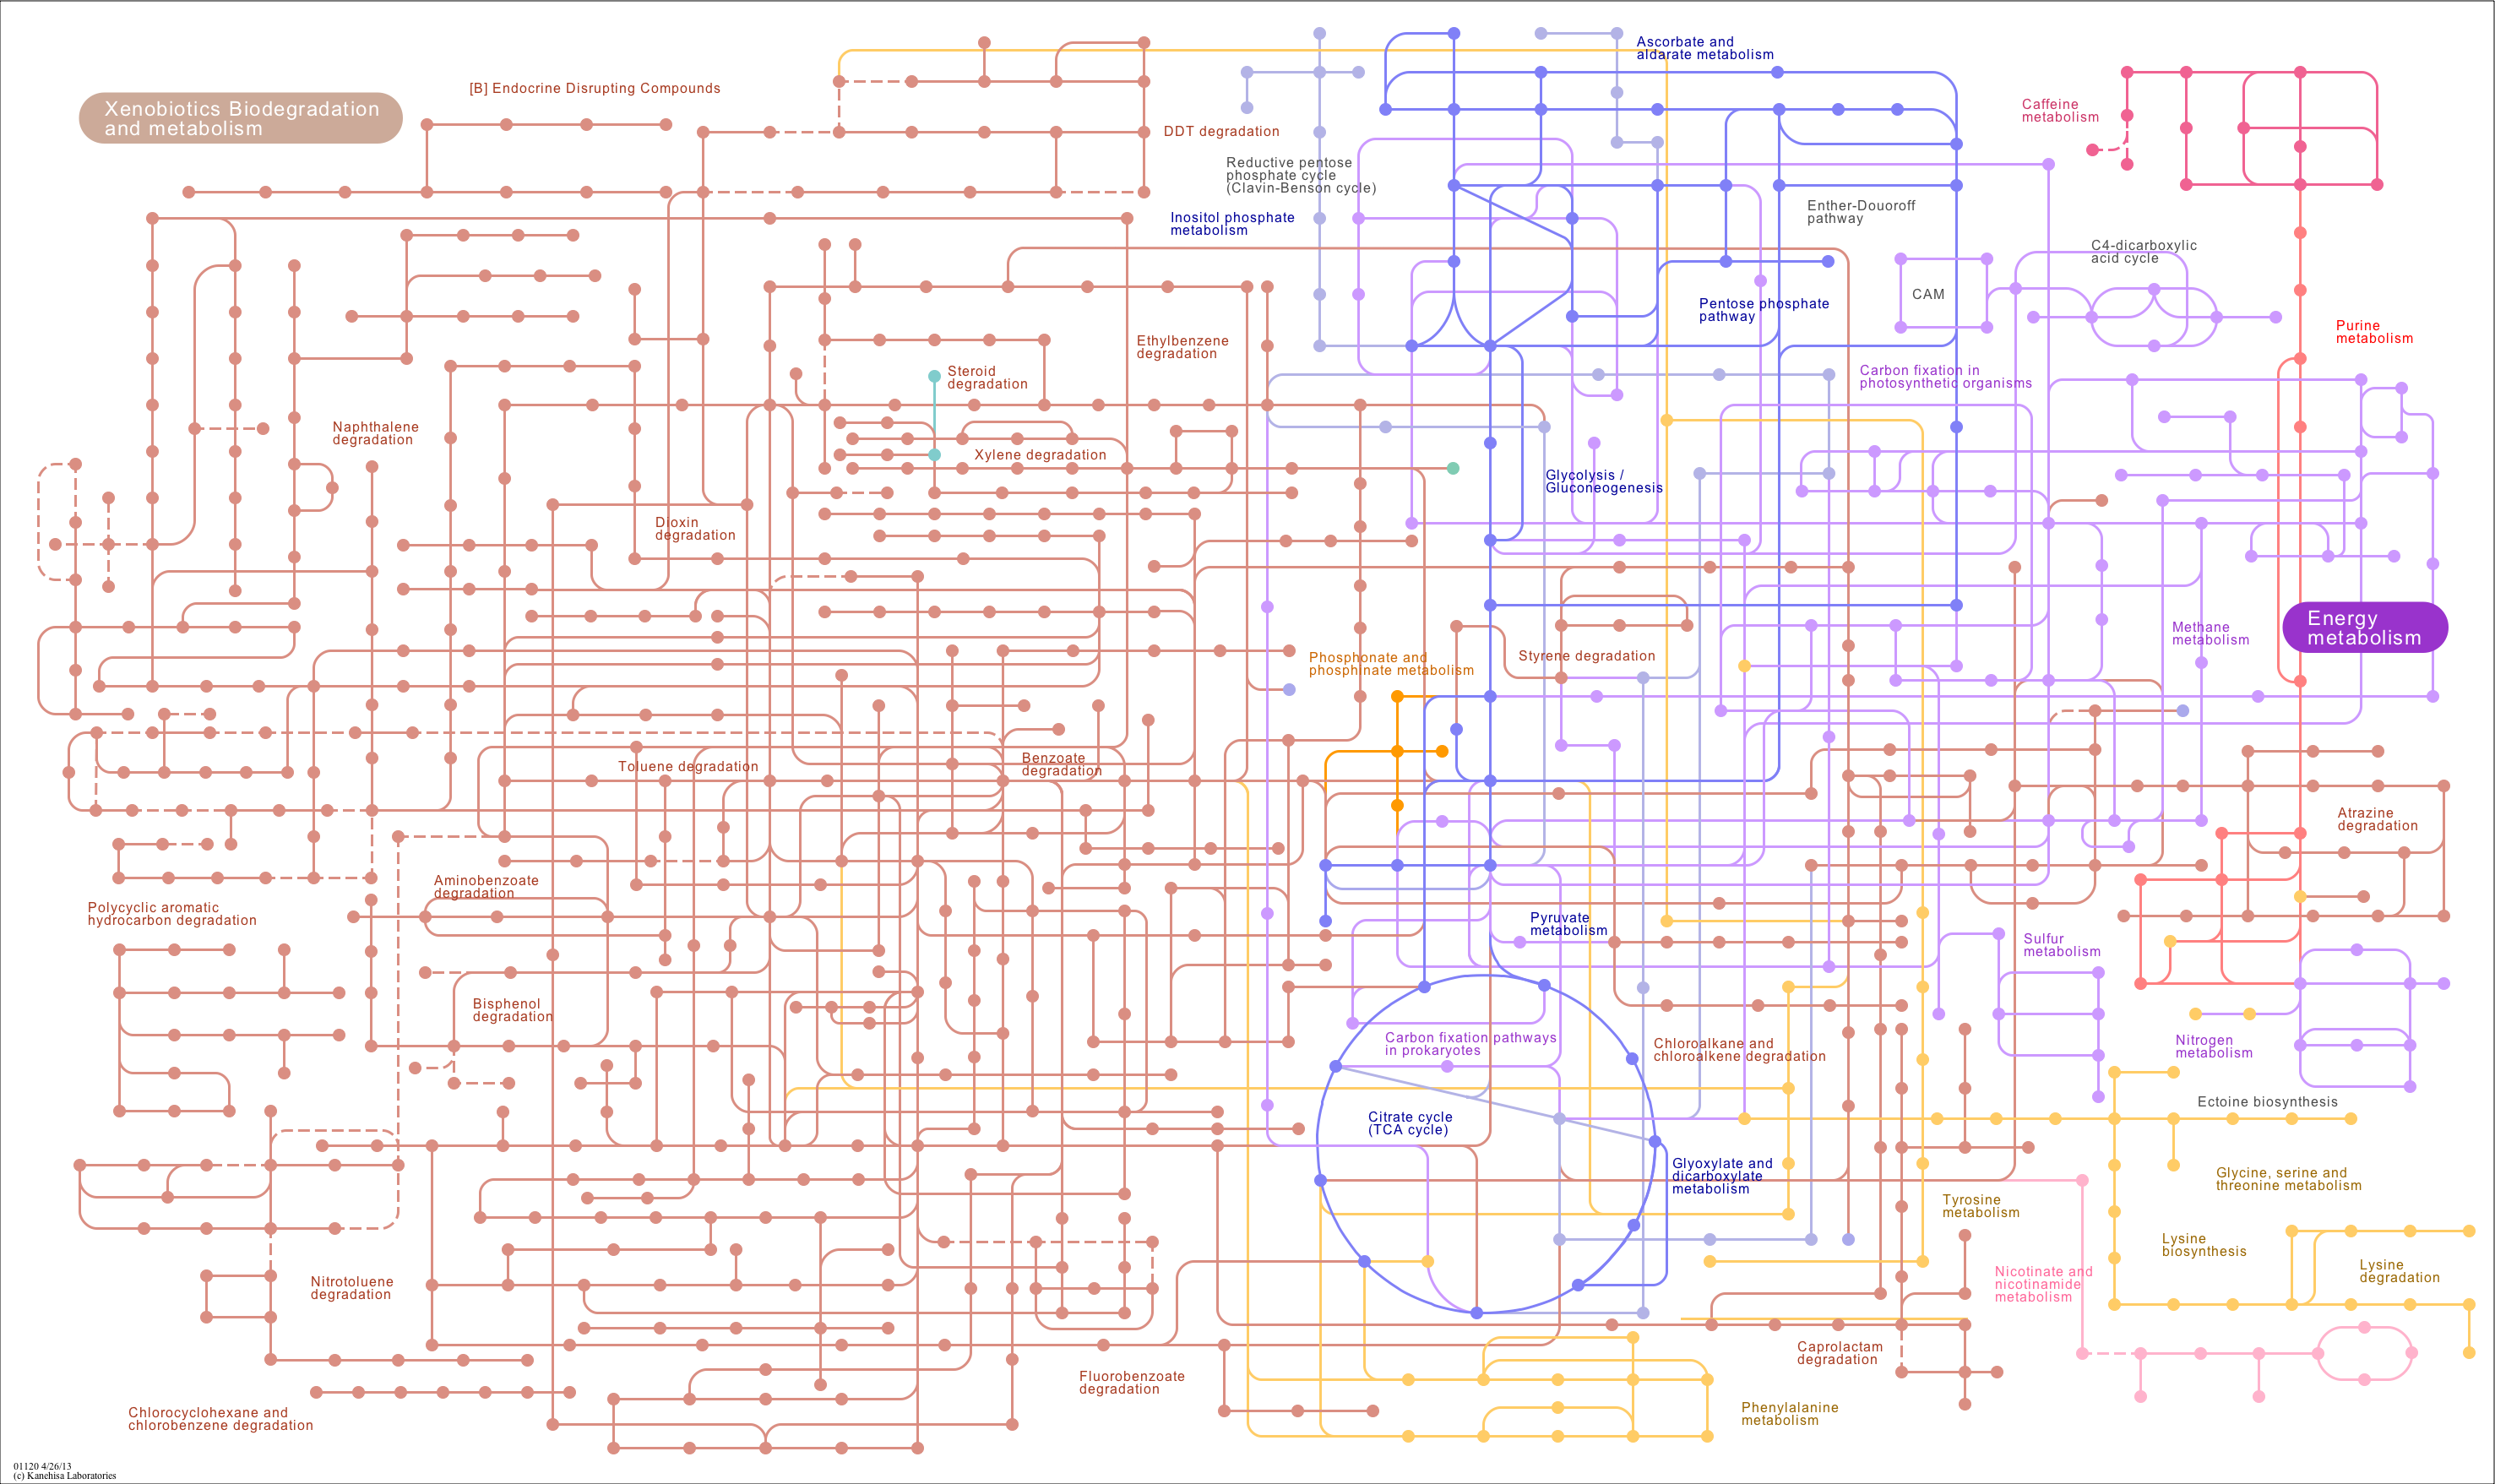 Ascorbate and
aldarate metabolism
[B] Endocrine Disrupting Compounds
Xenobiotics Biodegradation
and metabolism
Caffeine
metabolism
DDT degradation
Reductive pentose
phosphate cycle
(Clavin-Benson cycle)
Enther-Douoroff
pathway
Inositol phosphate
metabolism
C4-dicarboxylic
acid cycle
CAM
Pentose phosphate
pathway
Purine
metabolism
Ethylbenzene
degradation
Steroid
degradation
Carbon fixation in
photosynthetic organisms
Naphthalene
degradation
Xylene degradation
Glycolysis /
Gluconeogenesis
Dioxin
degradation
Energy
metabolism
Methane
metabolism
Phosphonate and
phosphinate metabolism
Styrene degradation
Toluene degradation
Benzoate
degradation
Atrazine
degradation
Aminobenzoate
degradation
Polycyclic aromatic
hydrocarbon degradation
Pyruvate
metabolism
Sulfur
metabolism
Bisphenol
degradation
Carbon fixation pathways
in prokaryotes
Chloroalkane and
chloroalkene degradation
Nitrogen
metabolism
Ectoine biosynthesis
Citrate cycle
(TCA cycle)
Glyoxylate and
dicarboxylate
metabolism
Glycine, serine and
threonine metabolism
Tyrosine
metabolism
Lysine
biosynthesis
Lysine
degradation
Nitrotoluene
degradation
Nicotinate and
nicotinamide
metabolism
Caprolactam
degradation
Fluorobenzoate
degradation
Phenylalanine
metabolism
Chlorocyclohexane and
chlorobenzene degradation
01120 4/26/13
(c) Kanehisa Laboratories